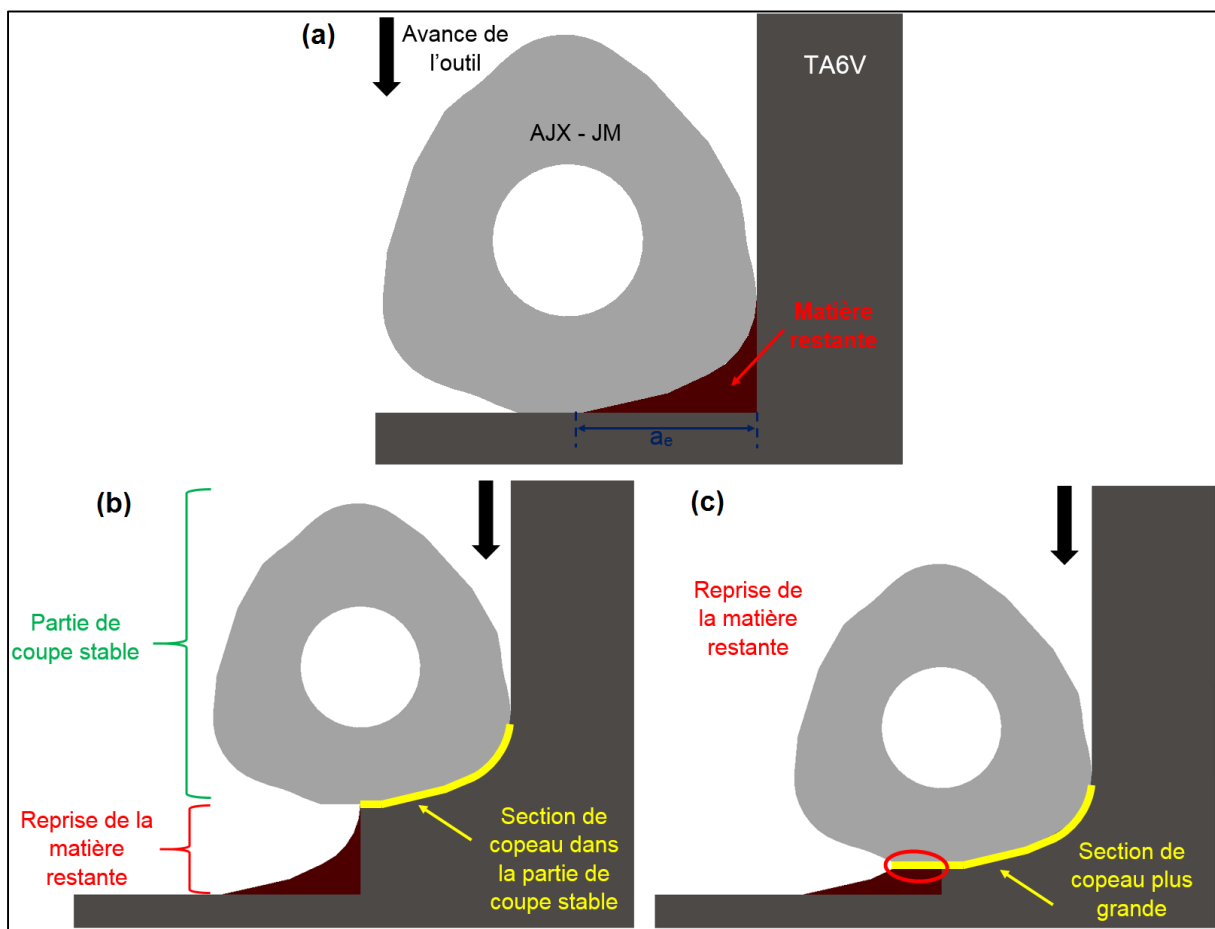 (a)
Avance de
l'outil
TA6V
AJX - JM
Matière
restante
ae
(b)
Partie de
coupe stable
Reprise de la
matière
restante
Section de
copeau dans
la partie de
coupe stable
(c)
Reprise de
la matière
restante
Section de
copeau plus
grande